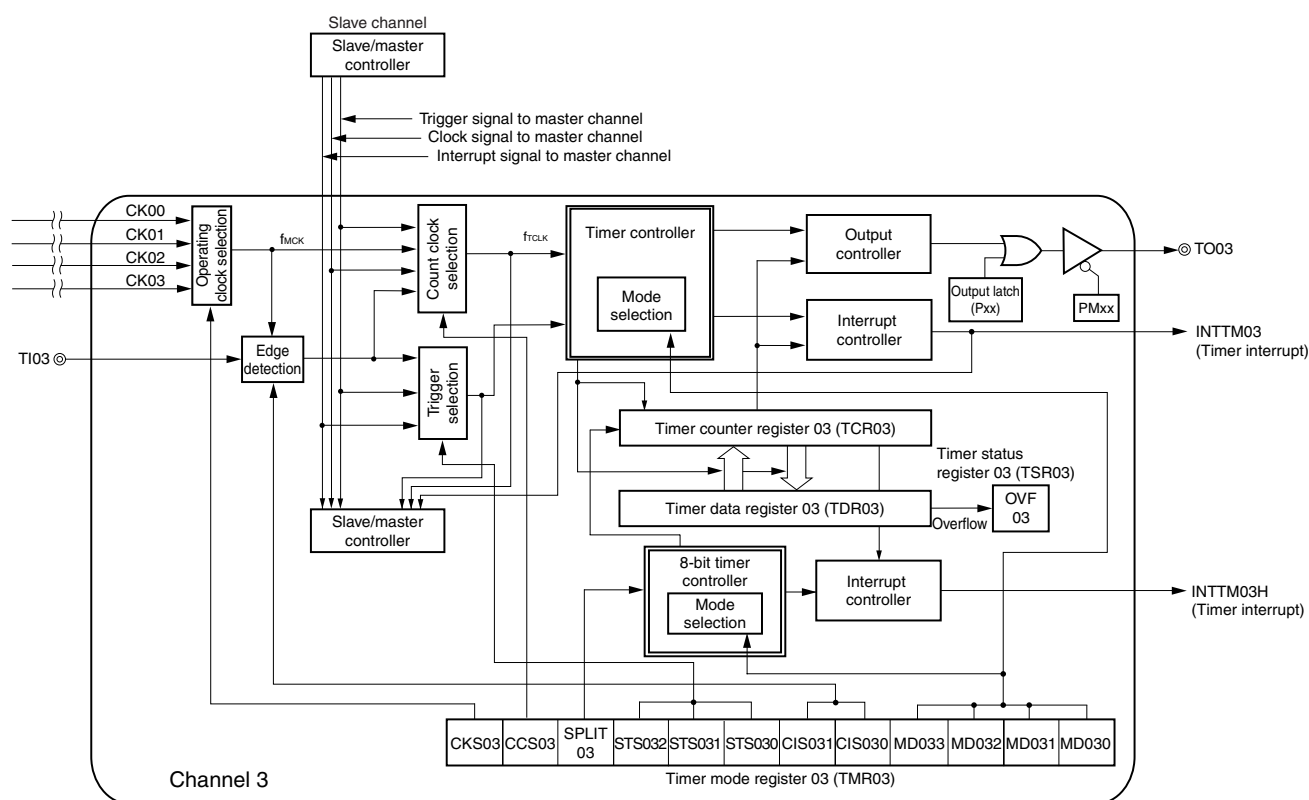 Slave channel
Slave/master
controller
Trigger signal to master channel
Clock signal to master channel
Interrupt signal to master channel
CK00
CK01
CK02
CK03
Operating
clock selection
fMCK
Count clock
selection
fTCLK
Timer controller
Mode
selection
Output
controller
Output latch
(Pxx)
PMxx
TO03
Interrupt
controller
INTTM03
(Timer interrupt)
TI03
Edge
detection
Trigger
selection
Timer counter register 03 (TCR03)
Timer status
register 03 (TSR03)
Slave/master
controller
Timer data register 03 (TDR03)
Overflow
OVF
03
8-bit timer
controller
Mode
selection
Interrupt
controller
INTTM03H
(Timer interrupt)
CKS03
CCS03
SPLIT
03
STS032
STS031
STS030
CIS031
CIS030
MD033
MD032
MD031
MD030
Channel 3
Timer mode register 03 (TMR03)